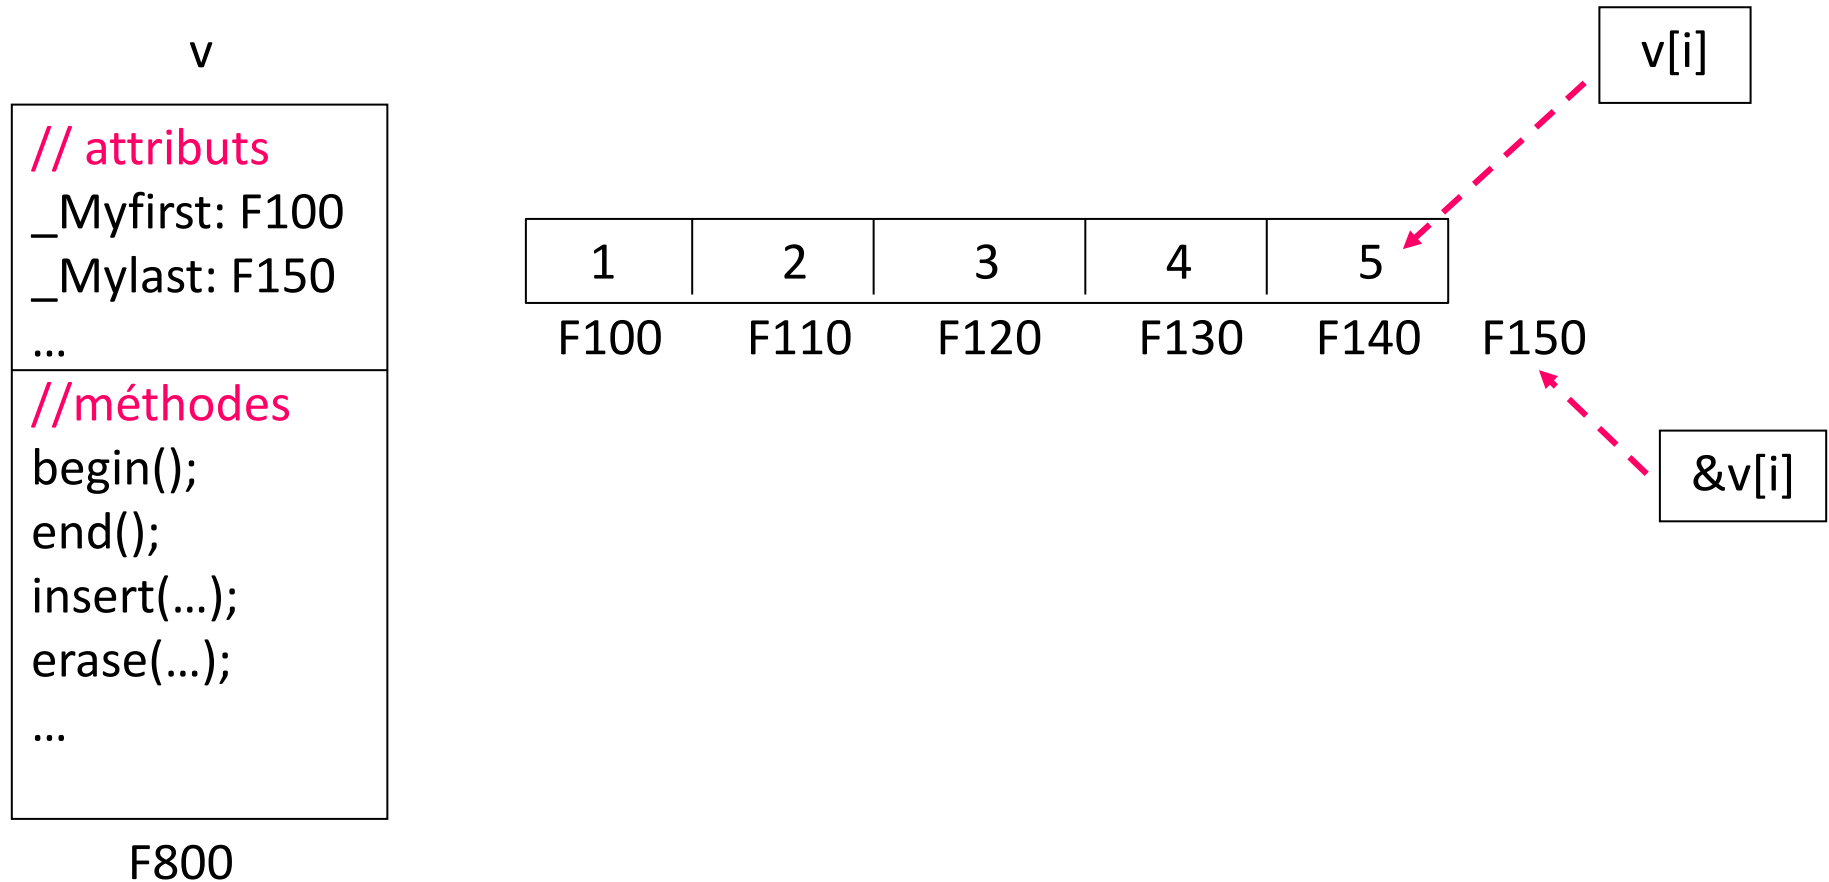 v
// attributs
_Myfirst: F100
_Mylast: F150
...
//méthodes
begin();
end();
insert(...);
erase(...);
...
F800
1 2 3 4 5
F100 F110 F120 F130 F140 F150
v[i]
&v[i]